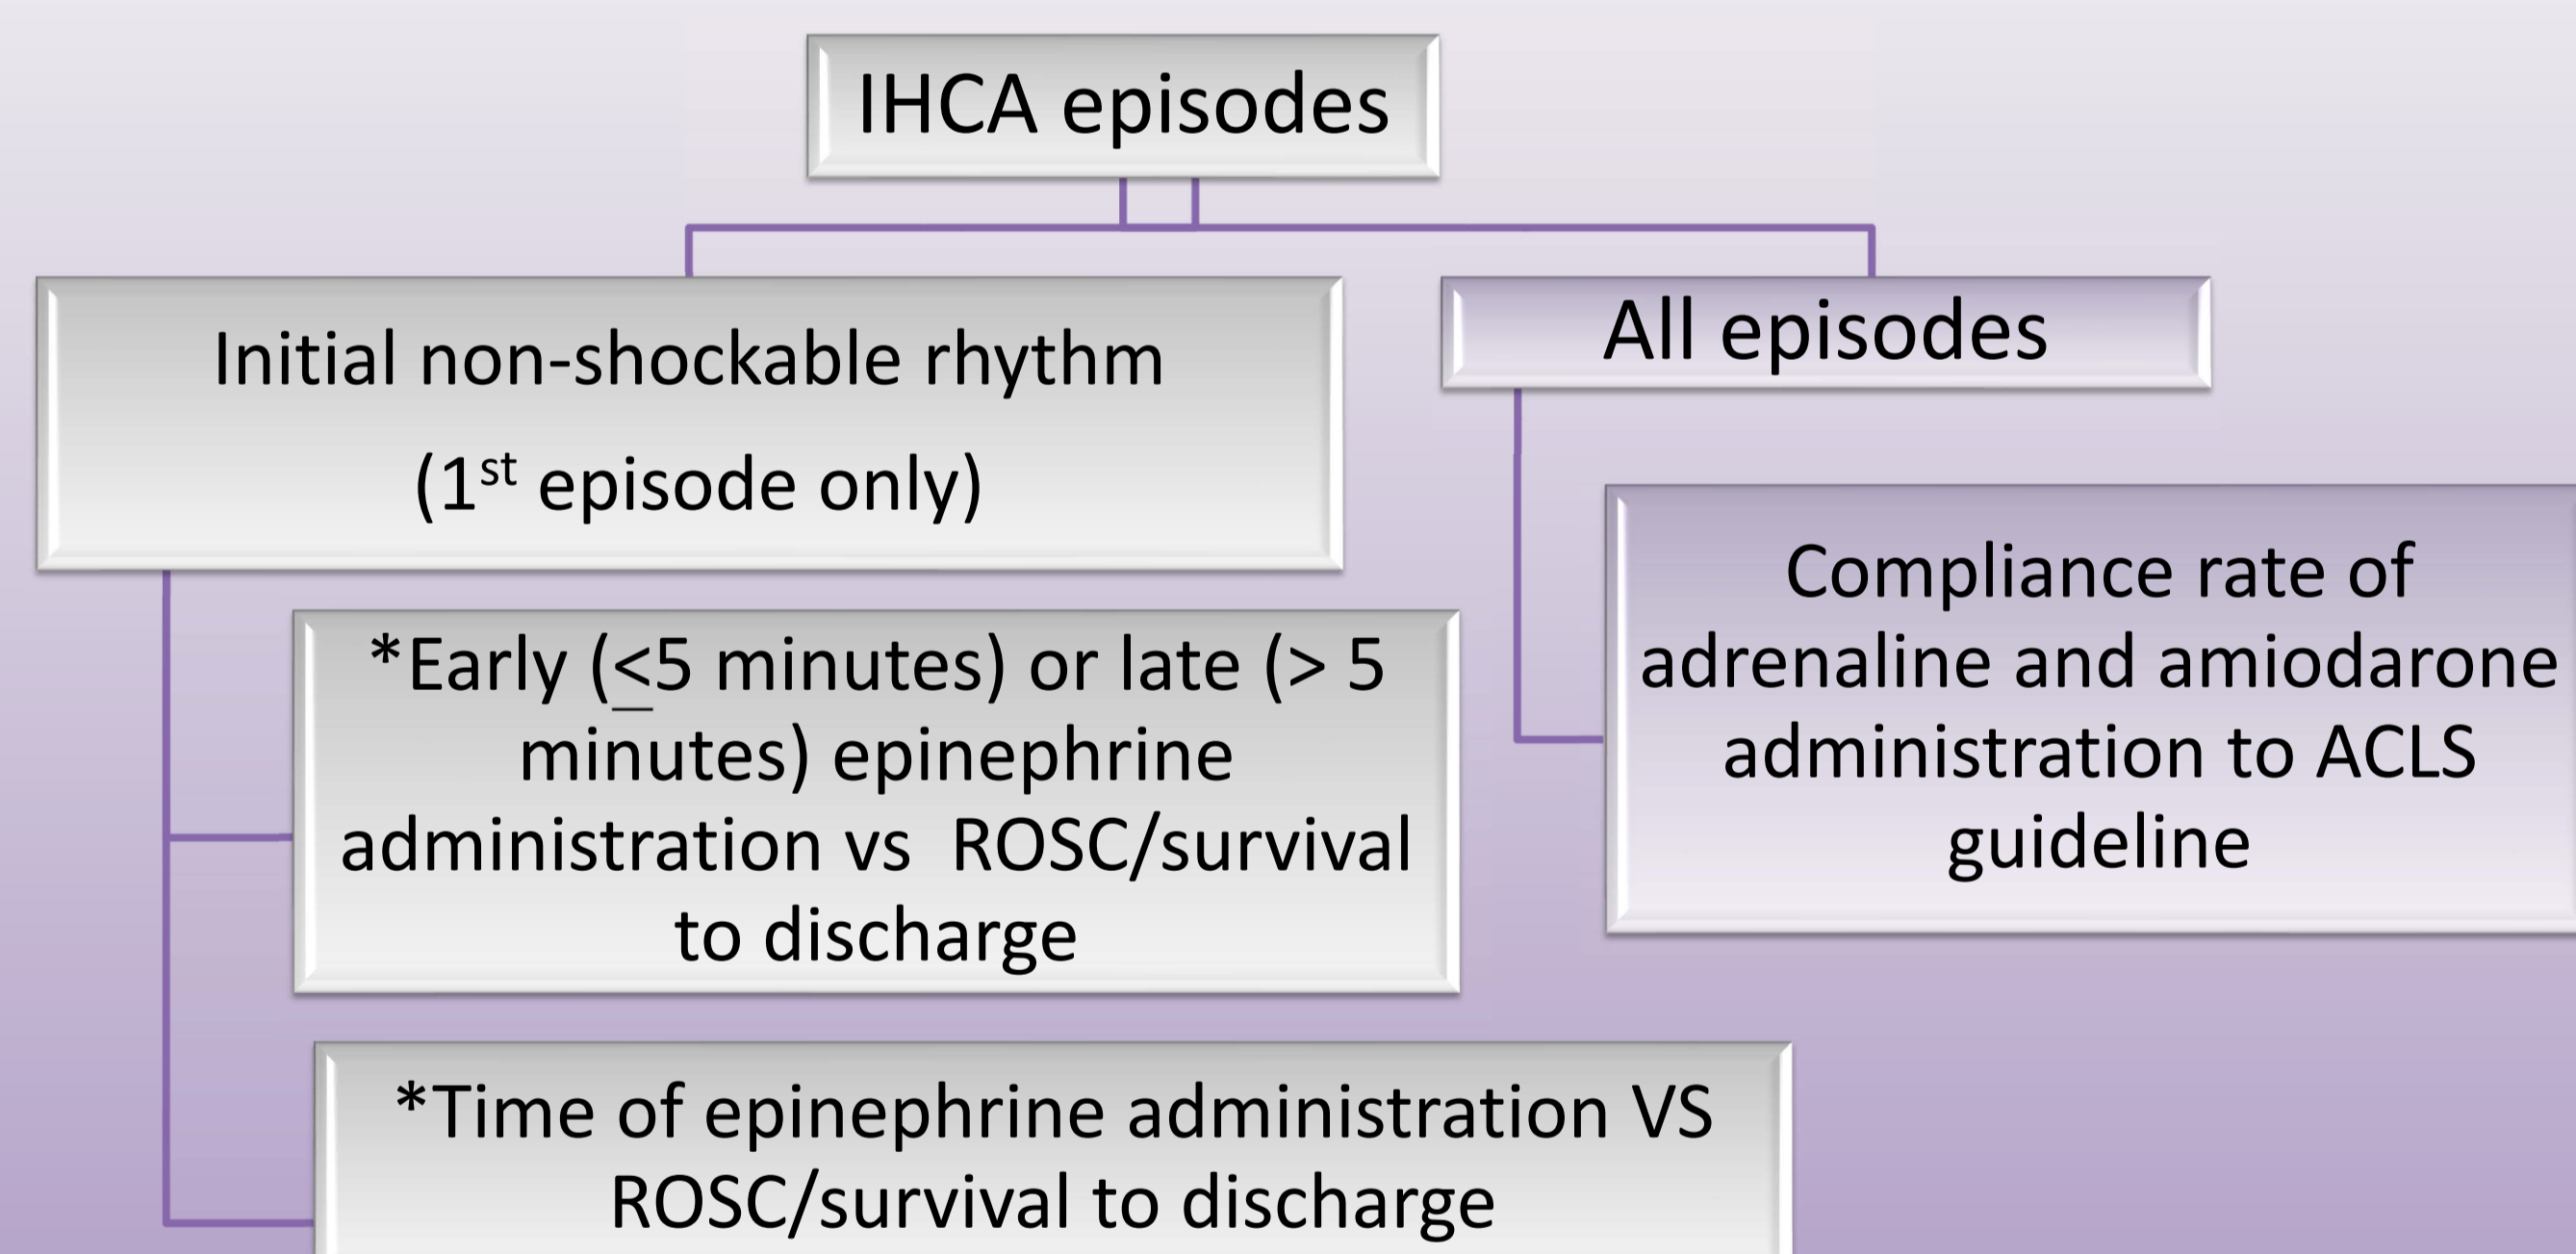 IHCA episodes
Initial non-shockable rhythm
(1st episode only)
*Early (<5 minutes) or late (> 5
minutes) epinephrine
administration vs  ROSC/survival
to discharge
*Time of epinephrine administration VS
ROSC/survival to discharge
All episodes
Compliance rate of
adrenaline and amiodarone
administration to ACLS
guideline